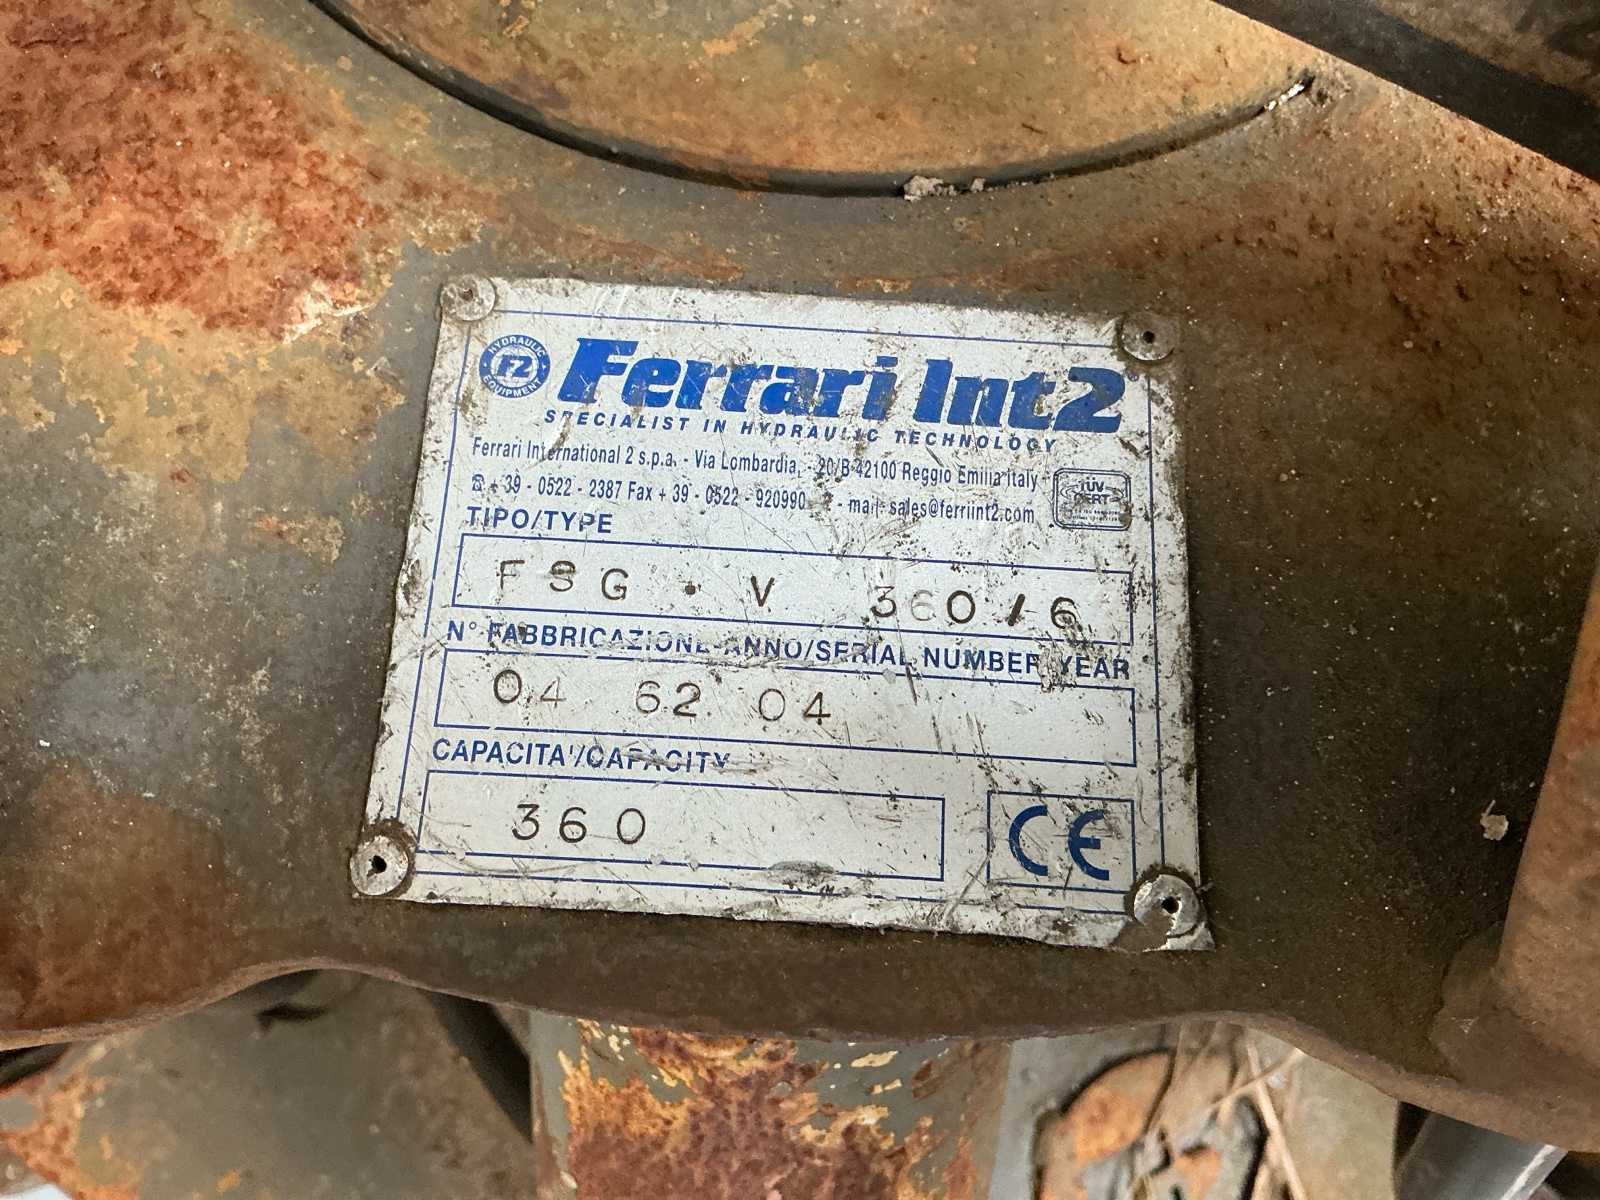 HYDRAULIC
F2
EQUIPMENT
Ferrari Int2
SPECIALIST IN HYDRAULIC TECHNOLOGY
Ferrari International 2 s.p.a. - Via Lombardia, - 20/B 42100 Reggio Emilia Italy
☎ + 39 - 0522 - 2387 Fax + 39 - 0522 - 920990 - mail: sales@ferriint2.com
TÜV
CERT
TIPO/TYPE
FSG . V 360/6
N° FABBRICAZIONE-ANNO/SERIAL NUMBER YEAR
04 62 04
CAPACITA'/CAPACITY
360
CE